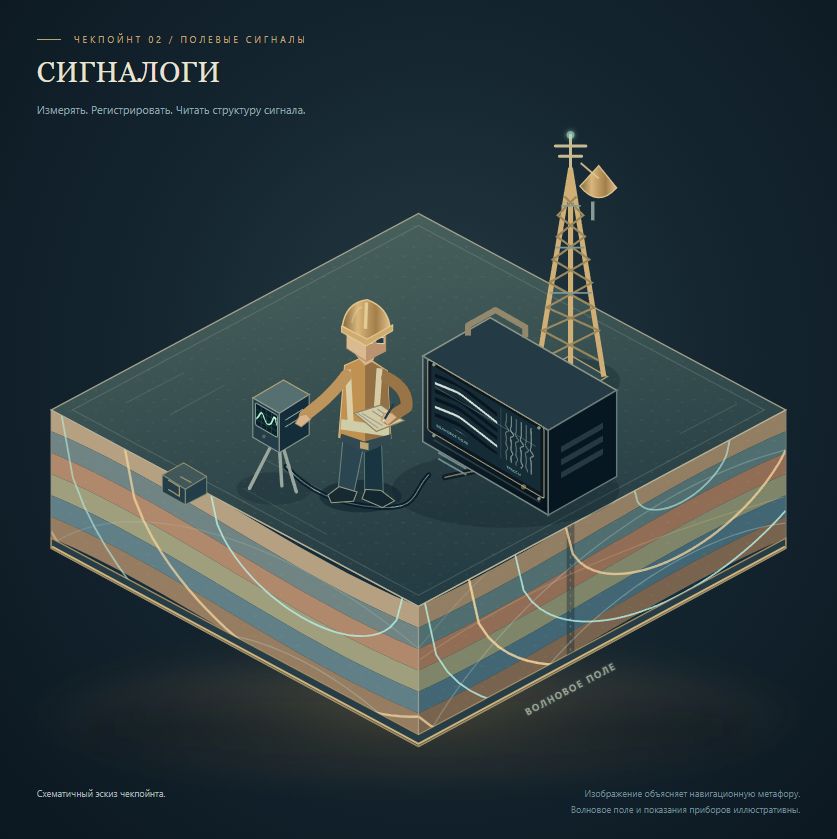 ЧЕКПОЙНТ 02 / ПОЛЕВЫЕ СИГНАЛЫ
СИГНАЛОГИ
Измерять. Регистрировать. Читать структуру сигнала.
ВОЛНОВОЕ ПОЛЕ
Схематичный эскиз чекпойнта.
Изображение объясняет навигационную метафору.
Волновое поле и показания приборов иллюстративны.